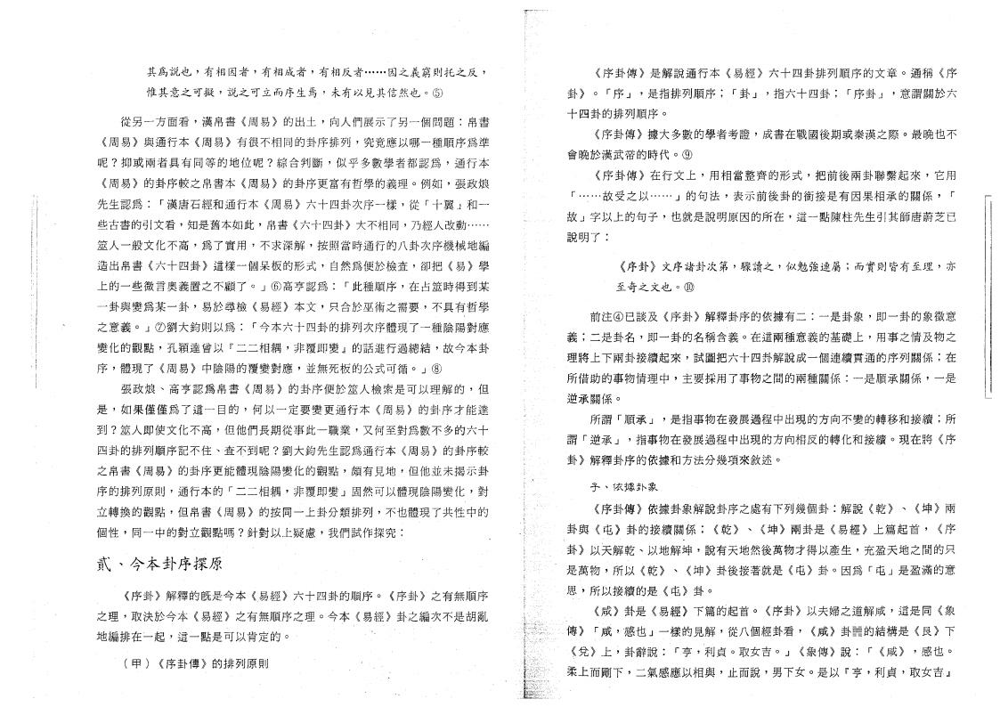 其爲説也，有相因者，有相成者，有相反者……因之義窮則托之反，
惟其意之可擬，説之可立而序生焉，未有以見其信然也。⑤
從另一方面看，漢帛書《周易》的出土，向人們展示了另一個問題：帛書
《周易》與通行本《周易》有很不相同的卦序排列，究竟應以哪一種順序爲準
呢？抑或兩者具有同等的地位呢？綜合判斷，似乎多數學者都認爲，通行本
《周易》的卦序較之帛書本《周易》的卦序更富有哲學的義理。例如，張政烺
先生認爲：「漢唐石經和通行本《周易》六十四卦次序一樣，從「十翼」和一
些古書的引文看，知是舊本如此，帛書《六十四卦》大不相同，乃經人改動……
筮人一般文化不高，爲了實用，不求深解，按照當時通行的八卦次序機械地編
造出帛書《六十四卦》這樣一個呆板的形式，自然爲便於檢查，卻把《易》學
上的一些微言奧義置之不顧了。」⑥高亨認爲：「此種順序，在占筮時得到某
一卦與變爲某一卦，易於尋檢《易經》本文，只合於巫術之需要，不具有哲學
之意義。」⑦劉大鈞則以爲：「今本六十四卦的排列次序體現了一種陰陽對應
變化的觀點，孔穎達曾以『二二相耦，非覆即變』的話進行過總結，故今本卦
序，體現了《周易》中陰陽的覆變對應，並無死板的公式可循。」⑧
張政烺、高亨認爲帛書《周易》的卦序便於筮人檢索是可以理解的，但
是，如果僅僅爲了這一目的，何以一定要變更通行本《周易》的卦序才能達
到？筮人即使文化不高，但他們長期從事此一職業，又何至對爲數不多的六十
四卦的排列順序記不住、查不到呢？劉大鈞先生認爲通行本《周易》的卦序較
之帛書《周易》的卦序更能體現陰陽變化的觀點，頗有見地，但他並未揭示卦
序的排列原則，通行本的「二二相耦，非覆即變」固然可以體現陰陽變化，對
立轉換的觀點，但帛書《周易》的按同一上卦分類排列，不也體現了共性中的
個性，同一中的對立觀點嗎？針對以上疑慮，我們試作探究：
貳、今本卦序探原
《序卦》解釋的既是今本《易經》六十四卦的順序。《序卦》之有無順序
之理，取決於今本《易經》之有無順序之理。今本《易經》卦之編次不是胡亂
地編排在一起，這一點是可以肯定的。
（甲）《序卦傳》的排列原則
《序卦傳》是解說通行本《易經》六十四卦排列順序的文章。通稱《序
卦》。「序」，是指排列順序；「卦」，指六十四卦；「序卦」，意謂關於六
十四卦的排列順序。
《序卦傳》據大多數的學者考證，成書在戰國後期或秦漢之際。最晚也不
會晚於漢武帝的時代。⑨
《序卦傳》在行文上，用相當整齊的形式，把前後兩卦聯繫起來，它用
「……故受之以……」的句法，表示前後卦的銜接是有因果相承的關係，「
故」字以上的句子，也就是說明原因的所在，這一點陳柱先生引其師唐蔚芝已
說明了：
《序卦》文序諸卦次第，驟讀之，似勉強連屬；而實則皆有至理，亦
至奇之文也。⑩
前注④已談及《序卦》解釋卦序的依據有二：一是卦象，即一卦的象徵意
義；二是卦名，即一卦的名稱含義。在這兩種意義的基礎上，用事之情及物之
理將上下兩卦接續起來，試圖把六十四卦解說成一個連續貫通的序列關係；在
所借助的事物情理中，主要採用了事物之間的兩種關係：一是順承關係，一是
逆承關係。
所謂「順承」，是指事物在發展過程中出現的方向不變的轉移和接續；所
謂「逆承」，指事物在發展過程中出現的方向相反的轉化和接續。現在將《序
卦》解釋卦序的依據和方法分幾項來敘述。
子、依據卦象
《序卦傳》依據卦象解說卦序之處有下列幾個卦：解說《乾》、《坤》兩
卦與《屯》卦的接續關係；《乾》、《坤》兩卦是《易經》上篇起首，《序
卦》以天解乾、以地解坤，說有天地然後萬物才得以產生，充盈天地之間的只
是萬物，所以《乾》、《坤》卦後接著就是《屯》卦。因爲「屯」是盈滿的意
思，所以接續的是《屯》卦。
《咸》卦是《易經》下篇的起首。《序卦》以夫婦之道解咸，這是同《彖
傳》「咸，感也」一樣的見解，從八個經卦看，《咸》卦體的結構是《艮》下
《兌》上，卦辭說：「亨，利貞。取女吉。」《彖傳》說：「《咸》，感也。
柔上而剛下，二氣感應以相與，止而說，男下女。是以『亨，利貞，取女吉』